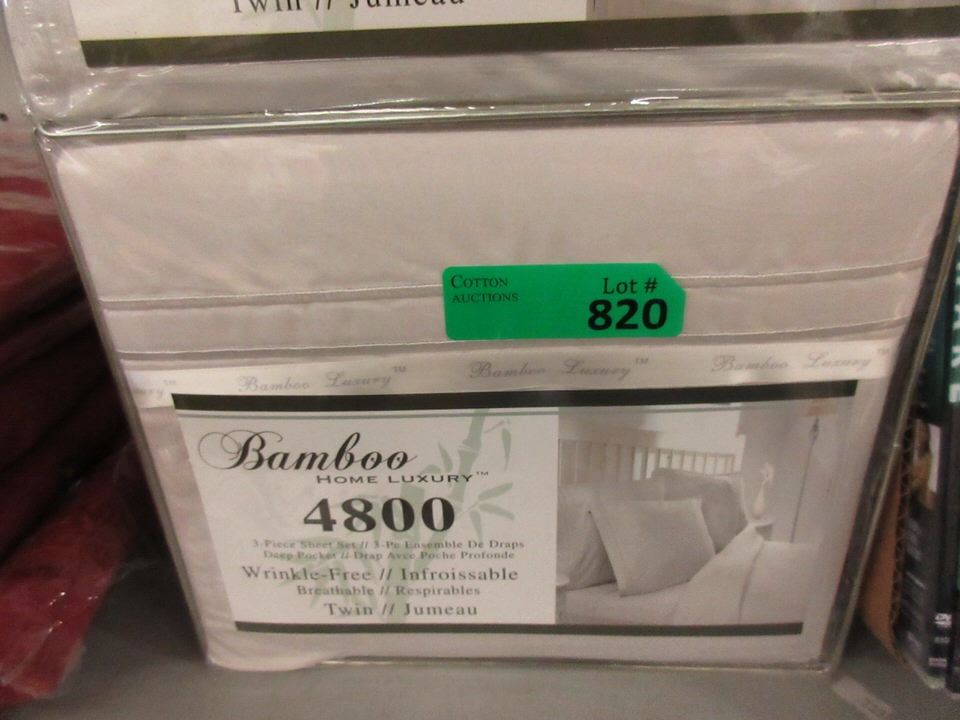 Twin // Jumeau
COTTON
AUCTIONS
Lot #
820
Bamboo Luxury™ Bamboo Luxury™ Bamboo Luxury™
Bamboo
HOME LUXURY™
4800
3-Piece Sheet Set // 3-Pc Ensemble De Draps
Deep Pocket // Drap Avec Poche Profonde
Wrinkle-Free // Infroissable
Breathable // Respirables
Twin // Jumeau